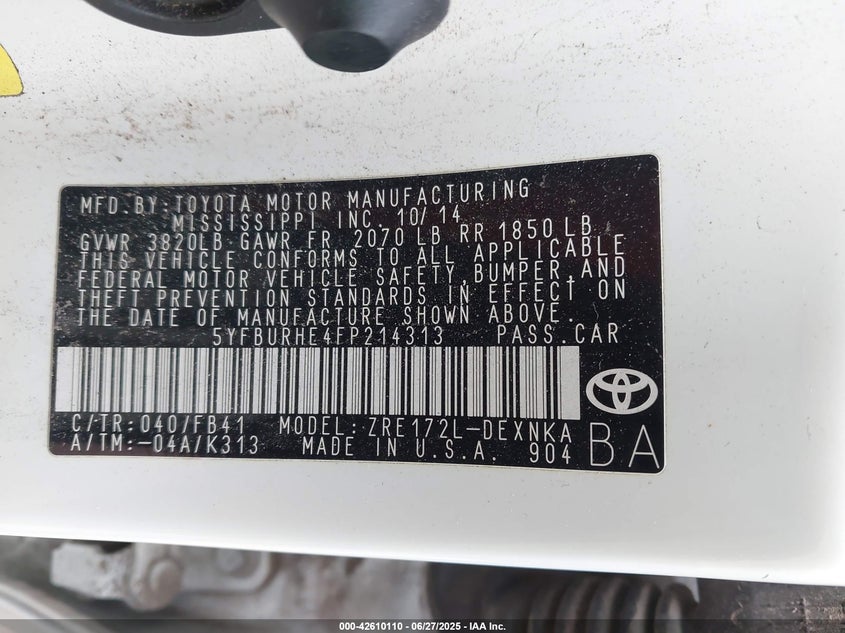 MFD. BY: TOYOTA MOTOR MANUFACTURING
MISSISSIPPI INC. 10/14
GVWR 3820LB GAWR FR 2070 LB RR 1850 LB
THIS VEHICLE CONFORMS TO ALL APPLICABLE
FEDERAL MOTOR VEHICLE SAFETY, BUMPER, AND
THEFT PREVENTION STANDARDS IN EFFECT ON
THE DATE OF MANUFACTURE SHOWN ABOVE.
5YFBURHE4FP214313 PASS. CAR
C/TR: 040/FB41 MODEL: ZRE172L-DEXNKA
A/TM: -04A/K313 MADE IN U.S.A. 904 BA
000-42610110 - 06/27/2025 - IAA Inc.